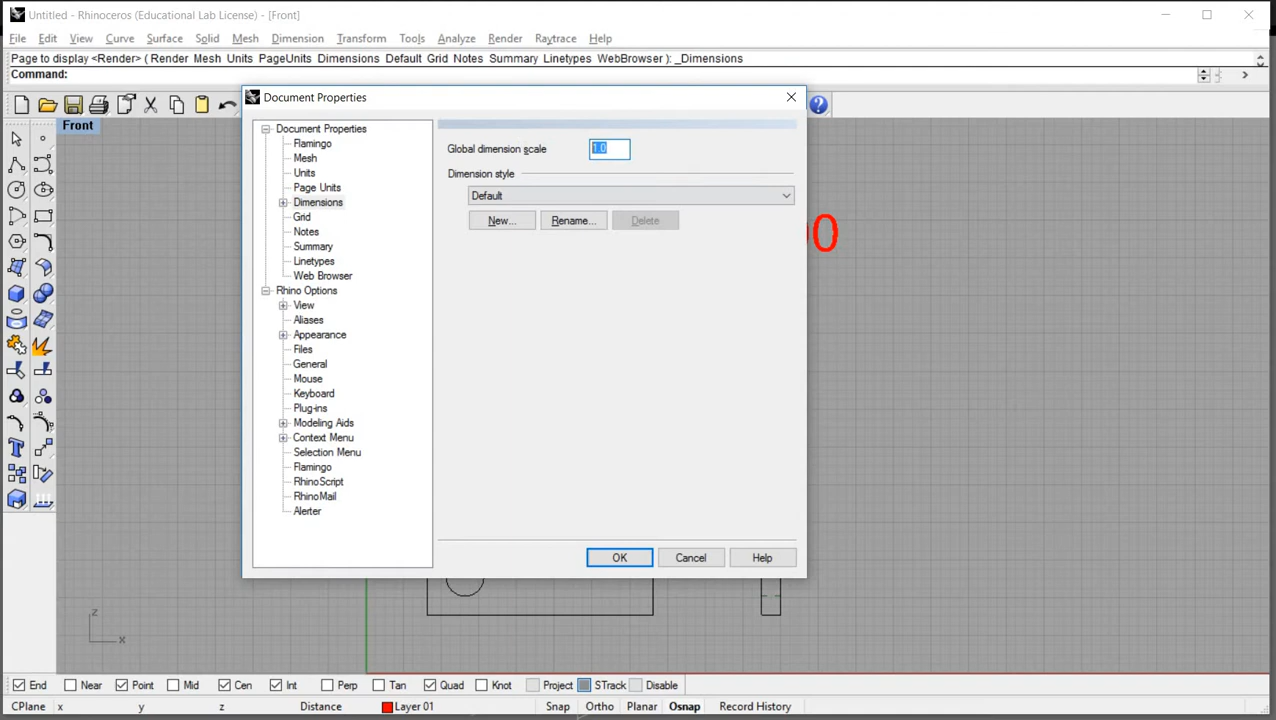 Untitled - Rhinoceros (Educational Lab License) - [Front]
File Edit View Curve Surface Solid Mesh Dimension Transform Tools Analyze Render Raytrace Help
Page to display <Render> ( Render Mesh Units PageUnits Dimensions Default Grid Notes Summary Linetypes WebBrowser ): _Dimensions
Command:
Document Properties
Front
Document Properties
Flamingo
Mesh
Units
Page Units
Dimensions
Grid
Notes
Summary
Linetypes
Web Browser
Rhino Options
View
Aliases
Appearance
Files
General
Mouse
Keyboard
Plug-ins
Modeling Aids
Context Menu
Selection Menu
Flamingo
RhinoScript
RhinoMail
Alerter
Global dimension scale 1.0
Dimension style
Default
New... Rename... Delete
OK Cancel Help
0
z
x
End Near Point Mid Cen Int Perp Tan Quad Knot Project STrack Disable
CPlane x y z Distance Layer 01 Snap Ortho Planar Osnap Record History